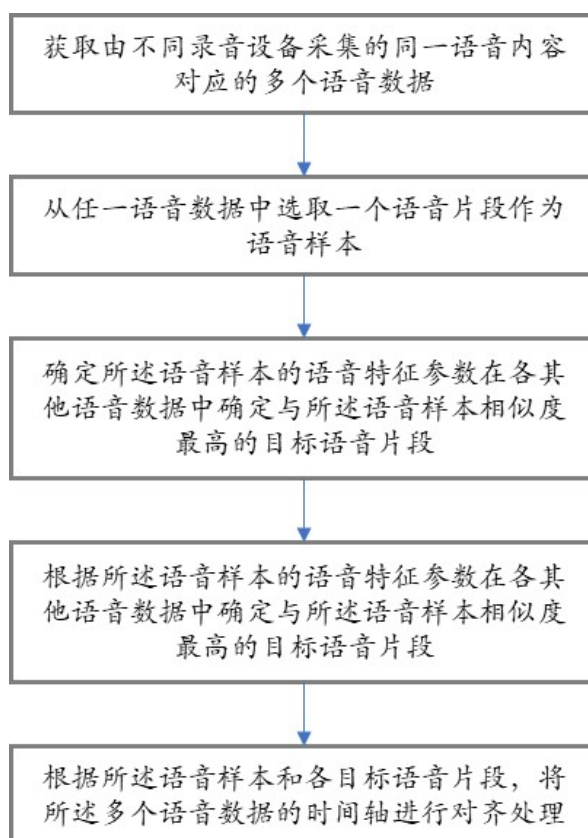 获取由不同录音设备采集的同一语音内容
对应的多个语音数据
从任一语音数据中选取一个语音片段作为
语音样本
确定所述语音样本的语音特征参数在各其
他语音数据中确定与所述语音样本相似度
最高的目标语音片段
根据所述语音样本的语音特征参数在各其
他语音数据中确定与所述语音样本相似度
最高的目标语音片段
根据所述语音样本和各目标语音片段，将
所述多个语音数据的时间轴进行对齐处理